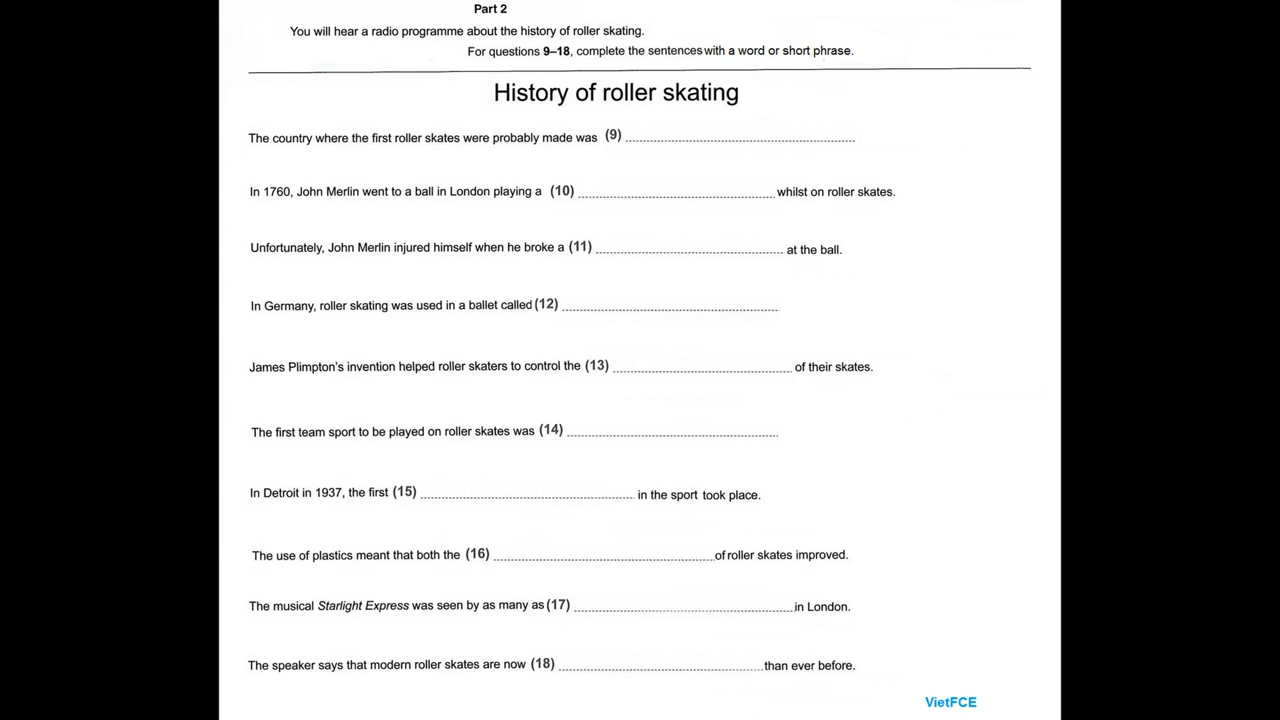 Part 2
You will hear a radio programme about the history of roller skating.
For questions 9–18, complete the sentences with a word or short phrase.
History of roller skating
The country where the first roller skates were probably made was (9)
In 1760, John Merlin went to a ball in London playing a (10) whilst on roller skates.
Unfortunately, John Merlin injured himself when he broke a (11) at the ball.
In Germany, roller skating was used in a ballet called (12)
James Plimpton's invention helped roller skaters to control the (13) of their skates.
The first team sport to be played on roller skates was (14)
In Detroit in 1937, the first (15) in the sport took place.
The use of plastics meant that both the (16) of roller skates improved.
The musical Starlight Express was seen by as many as (17) in London.
The speaker says that modern roller skates are now (18) than ever before.
VietFCE